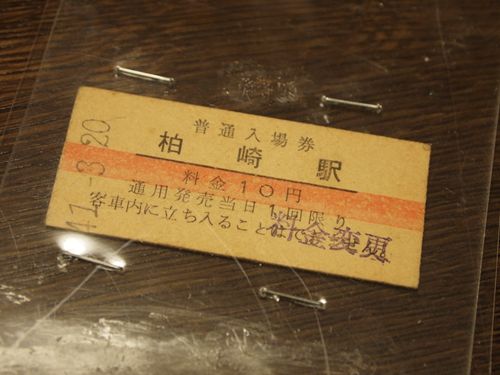 普通入場券
柏崎駅
料金10円
通用発売当日1回限り
客車内に立ち入ることは
料金変更
41.-3.20